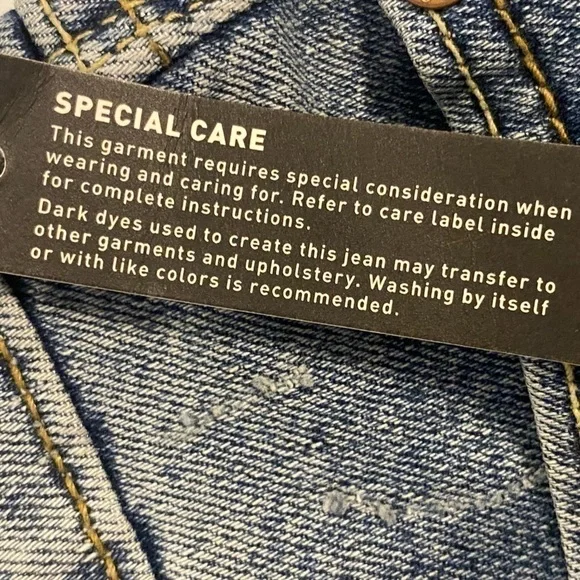 SPECIAL CARE
This garment requires special consideration when
wearing and caring for. Refer to care label inside
for complete instructions.
Dark dyes used to create this jean may transfer to
other garments and upholstery. Washing by itself
or with like colors is recommended.